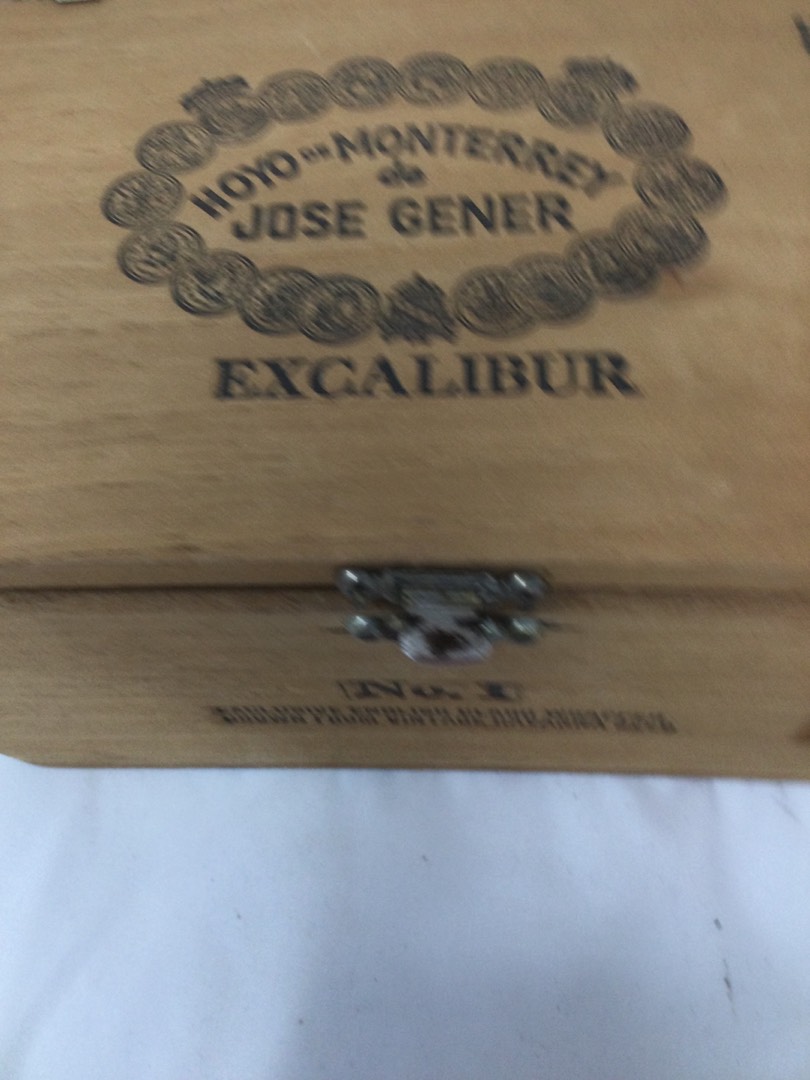 HOYO DE MONTERREY
de
JOSE GENER
EXCALIBUR
No. I